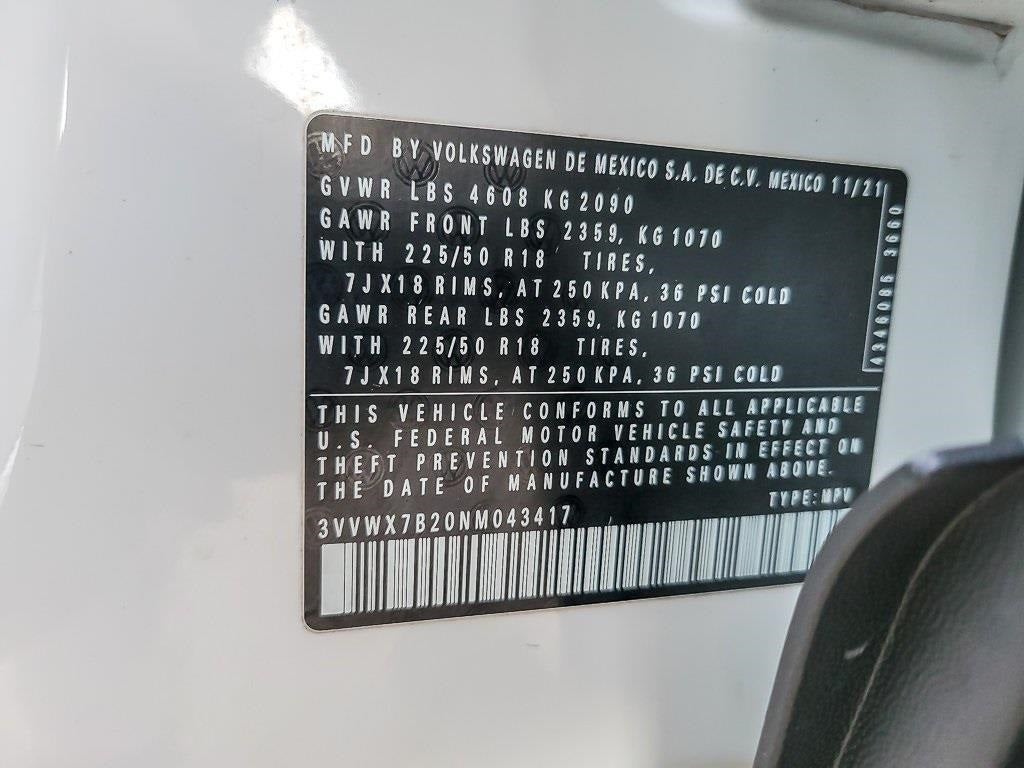 MFD BY VOLKSWAGEN DE MEXICO S.A. DE C.V. MEXICO 11/21
GVWR LBS 4608 KG 2090
GAWR FRONT LBS 2359, KG 1070
WITH 225/50 R18 TIRES,
7JX18 RIMS, AT 250 KPA, 36 PSI COLD
GAWR REAR LBS 2359, KG 1070
WITH 225/50 R18 TIRES,
7JX18 RIMS, AT 250 KPA, 36 PSI COLD
THIS VEHICLE CONFORMS TO ALL APPLICABLE
U.S. FEDERAL MOTOR VEHICLE SAFETY AND
THEFT PREVENTION STANDARDS IN EFFECT ON
THE DATE OF MANUFACTURE SHOWN ABOVE.
TYPE: MPV
3VVWX7B20NM043417
4346086 3660